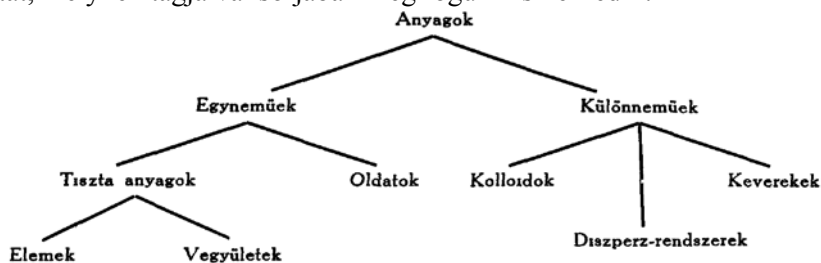 Anyagok
Egyneműek Különneműek
Tiszta anyagok Oldatok Kolloidok Keverekek
Diszperz-rendszerek
Elemek Vegyületek